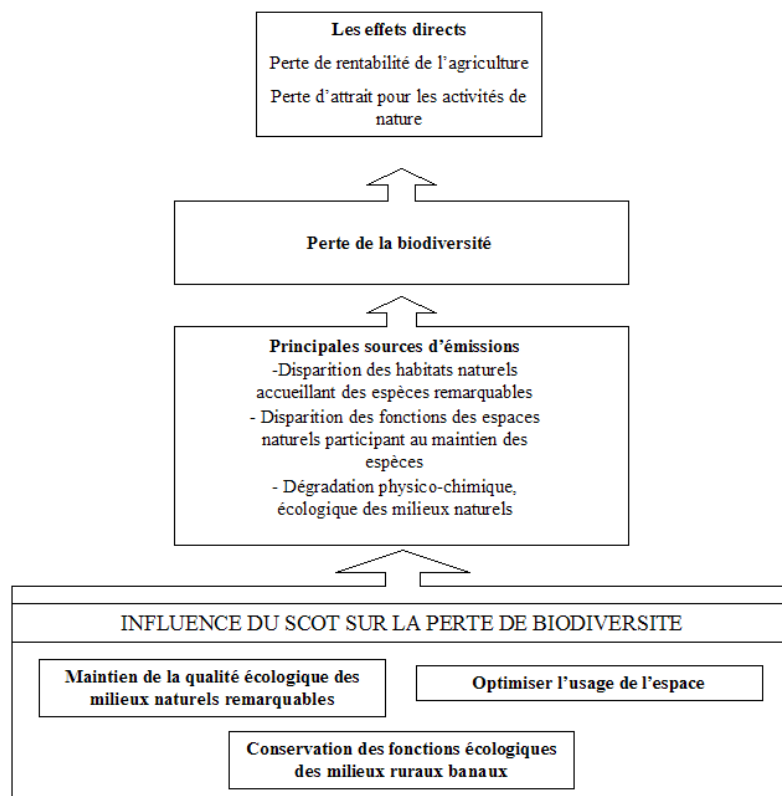 Les effets directs
Perte de rentabilité de l'agriculture
Perte d'attrait pour les activités de
nature
Perte de la biodiversité
Principales sources d'émissions
-Disparition des habitats naturels
accueillant des espèces remarquables
- Disparition des fonctions des espaces
naturels participant au maintien des
espèces
- Dégradation physico-chimique,
écologique des milieux naturels
INFLUENCE DU SCOT SUR LA PERTE DE BIODIVERSITE
Maintien de la qualité écologique des
milieux naturels remarquables
Optimiser l'usage de l'espace
Conservation des fonctions écologiques
des milieux ruraux banaux